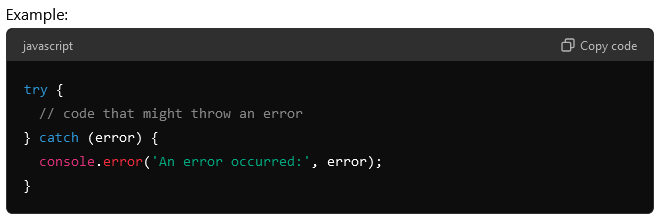 Example:
javascript Copy code
try {
  // code that might throw an error
} catch (error) {
  console.error('An error occurred:', error);
}